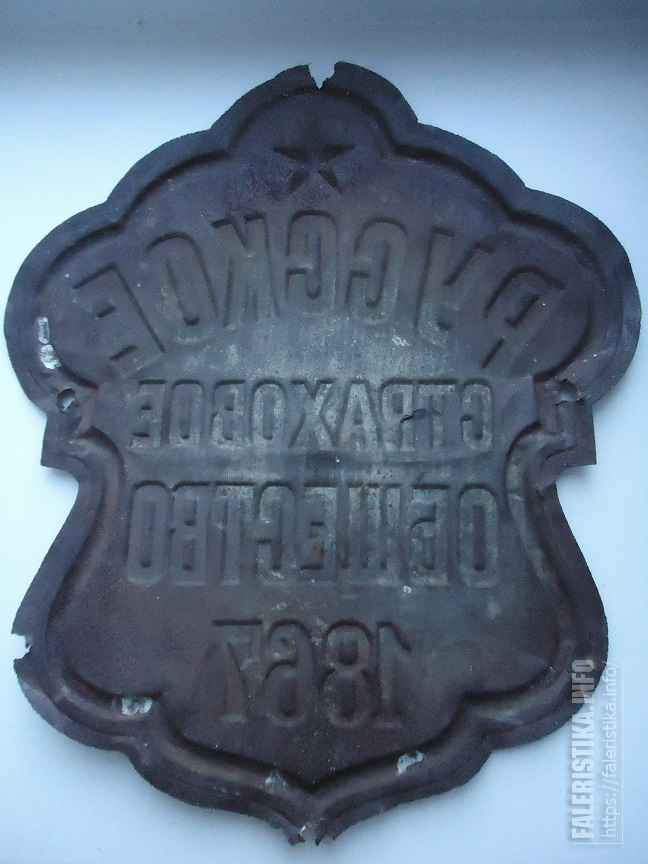 РУССКОЕ
СТРАХОВОЕ
ОБЩЕСТВО
1867
FALERISTIKA.INFO
https://faleristika.info/